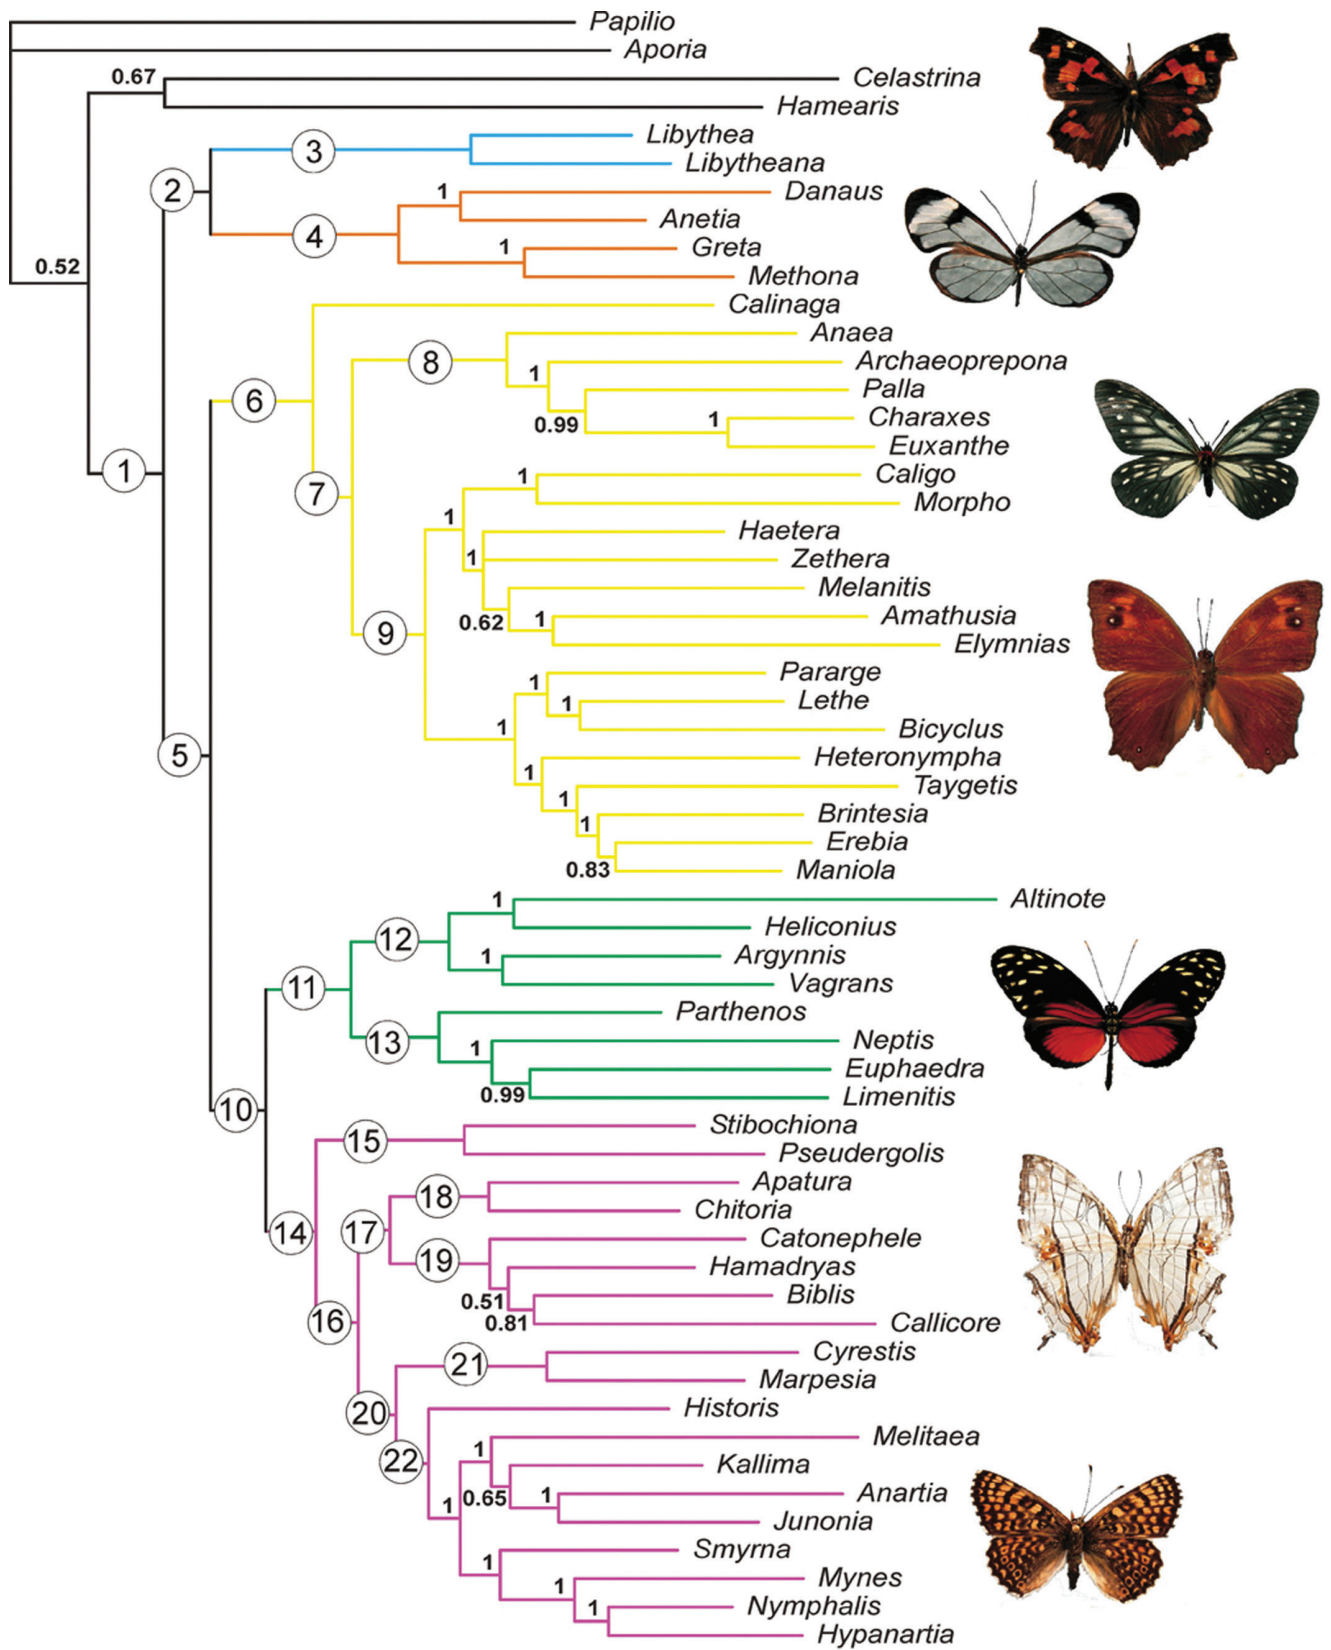 Papilio
Aporia
0.67
Celastrina
Hamearis
Libythea
3
Libytheana
2
1
Danaus
Anetia
4
1
Greta
0.52
Methona
Calinaga
Anaea
8
Archaeoprepona
1
Palla
6
0.99
1
Charaxes
Euxanthe
1
Caligo
1
7
Morpho
1
Haetera
1
Zethera
Melanitis
0.62
1
Amathusia
9
Elymnias
Pararge
1
Lethe
1
1
Bicyclus
5
Heteronympha
1
Taygetis
1
Brintesia
1
Erebia
0.83
Maniola
1
Altinote
Heliconius
12
1
Argynnis
11
Vagrans
Parthenos
13
1
Neptis
Euphaedra
0.99
Limenitis
10
Stibochiona
15
Pseudergolis
Apatura
18
Chitoria
14
17
Catonephele
19
Hamadryas
0.51
Biblis
16
0.81
Callicore
Cyrestis
21
Marpesia
20
Historis
22
1
Melitaea
Kallima
0.65
1
Anartia
1
Junonia
Smyrna
1
1
Mynes
1
Nymphalis
Hypanartia